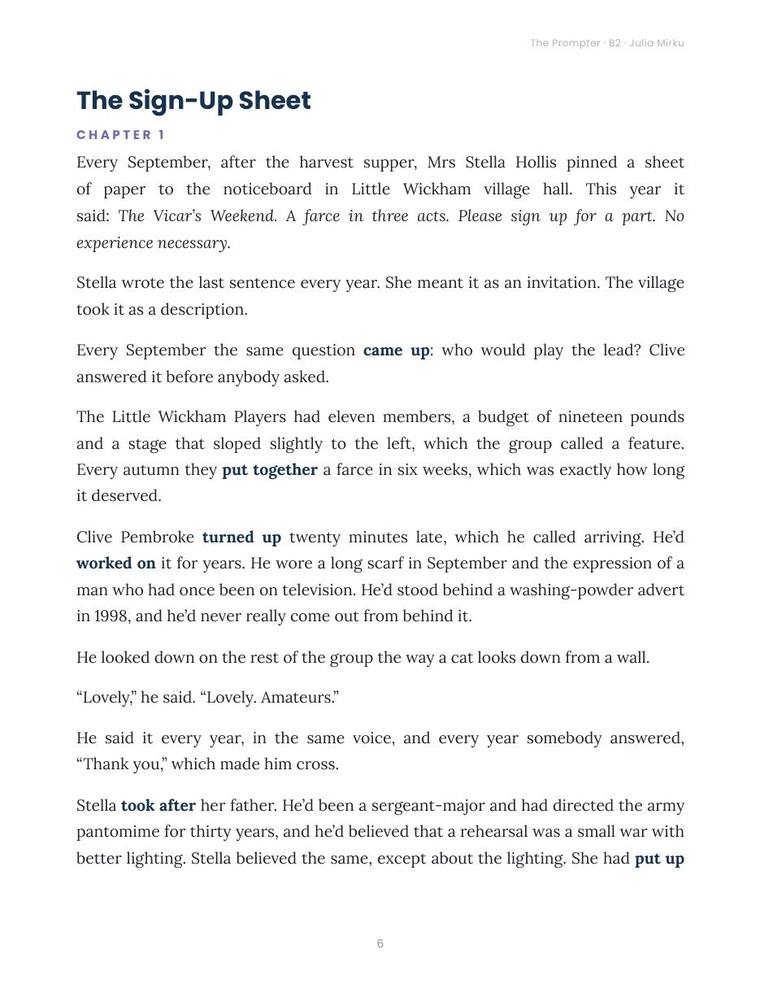 The Prompter · B2 · Julia Mirku
The Sign-Up Sheet
CHAPTER 1
Every September, after the harvest supper, Mrs Stella Hollis pinned a sheet
of paper to the noticeboard in Little Wickham village hall. This year it
said: The Vicar’s Weekend. A farce in three acts. Please sign up for a part. No
experience necessary.
Stella wrote the last sentence every year. She meant it as an invitation. The village
took it as a description.
Every September the same question came up: who would play the lead? Clive
answered it before anybody asked.
The Little Wickham Players had eleven members, a budget of nineteen pounds
and a stage that sloped slightly to the left, which the group called a feature.
Every autumn they put together a farce in six weeks, which was exactly how long
it deserved.
Clive Pembroke turned up twenty minutes late, which he called arriving. He’d
worked on it for years. He wore a long scarf in September and the expression of a
man who had once been on television. He’d stood behind a washing-powder advert
in 1998, and he’d never really come out from behind it.
He looked down on the rest of the group the way a cat looks down from a wall.
“Lovely,” he said. “Lovely. Amateurs.”
He said it every year, in the same voice, and every year somebody answered,
“Thank you,” which made him cross.
Stella took after her father. He’d been a sergeant-major and had directed the army
pantomime for thirty years, and he’d believed that a rehearsal was a small war with
better lighting. Stella believed the same, except about the lighting. She had put up
6